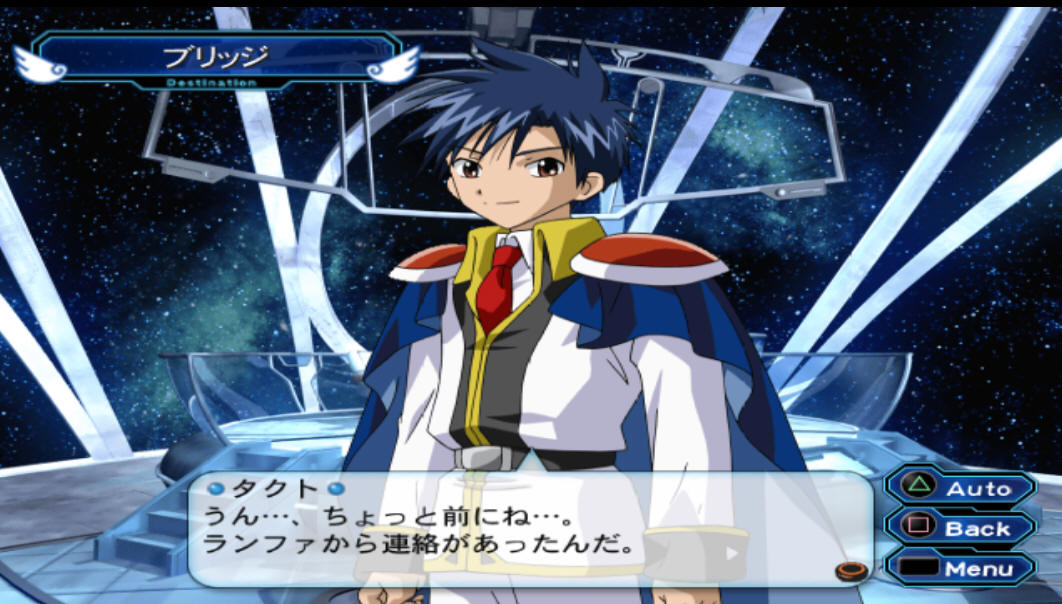 ブリッジ
Destination
タクト
うん…、ちょっと前にね…。
ランファから連絡があったんだ。
Auto
Back
Menu